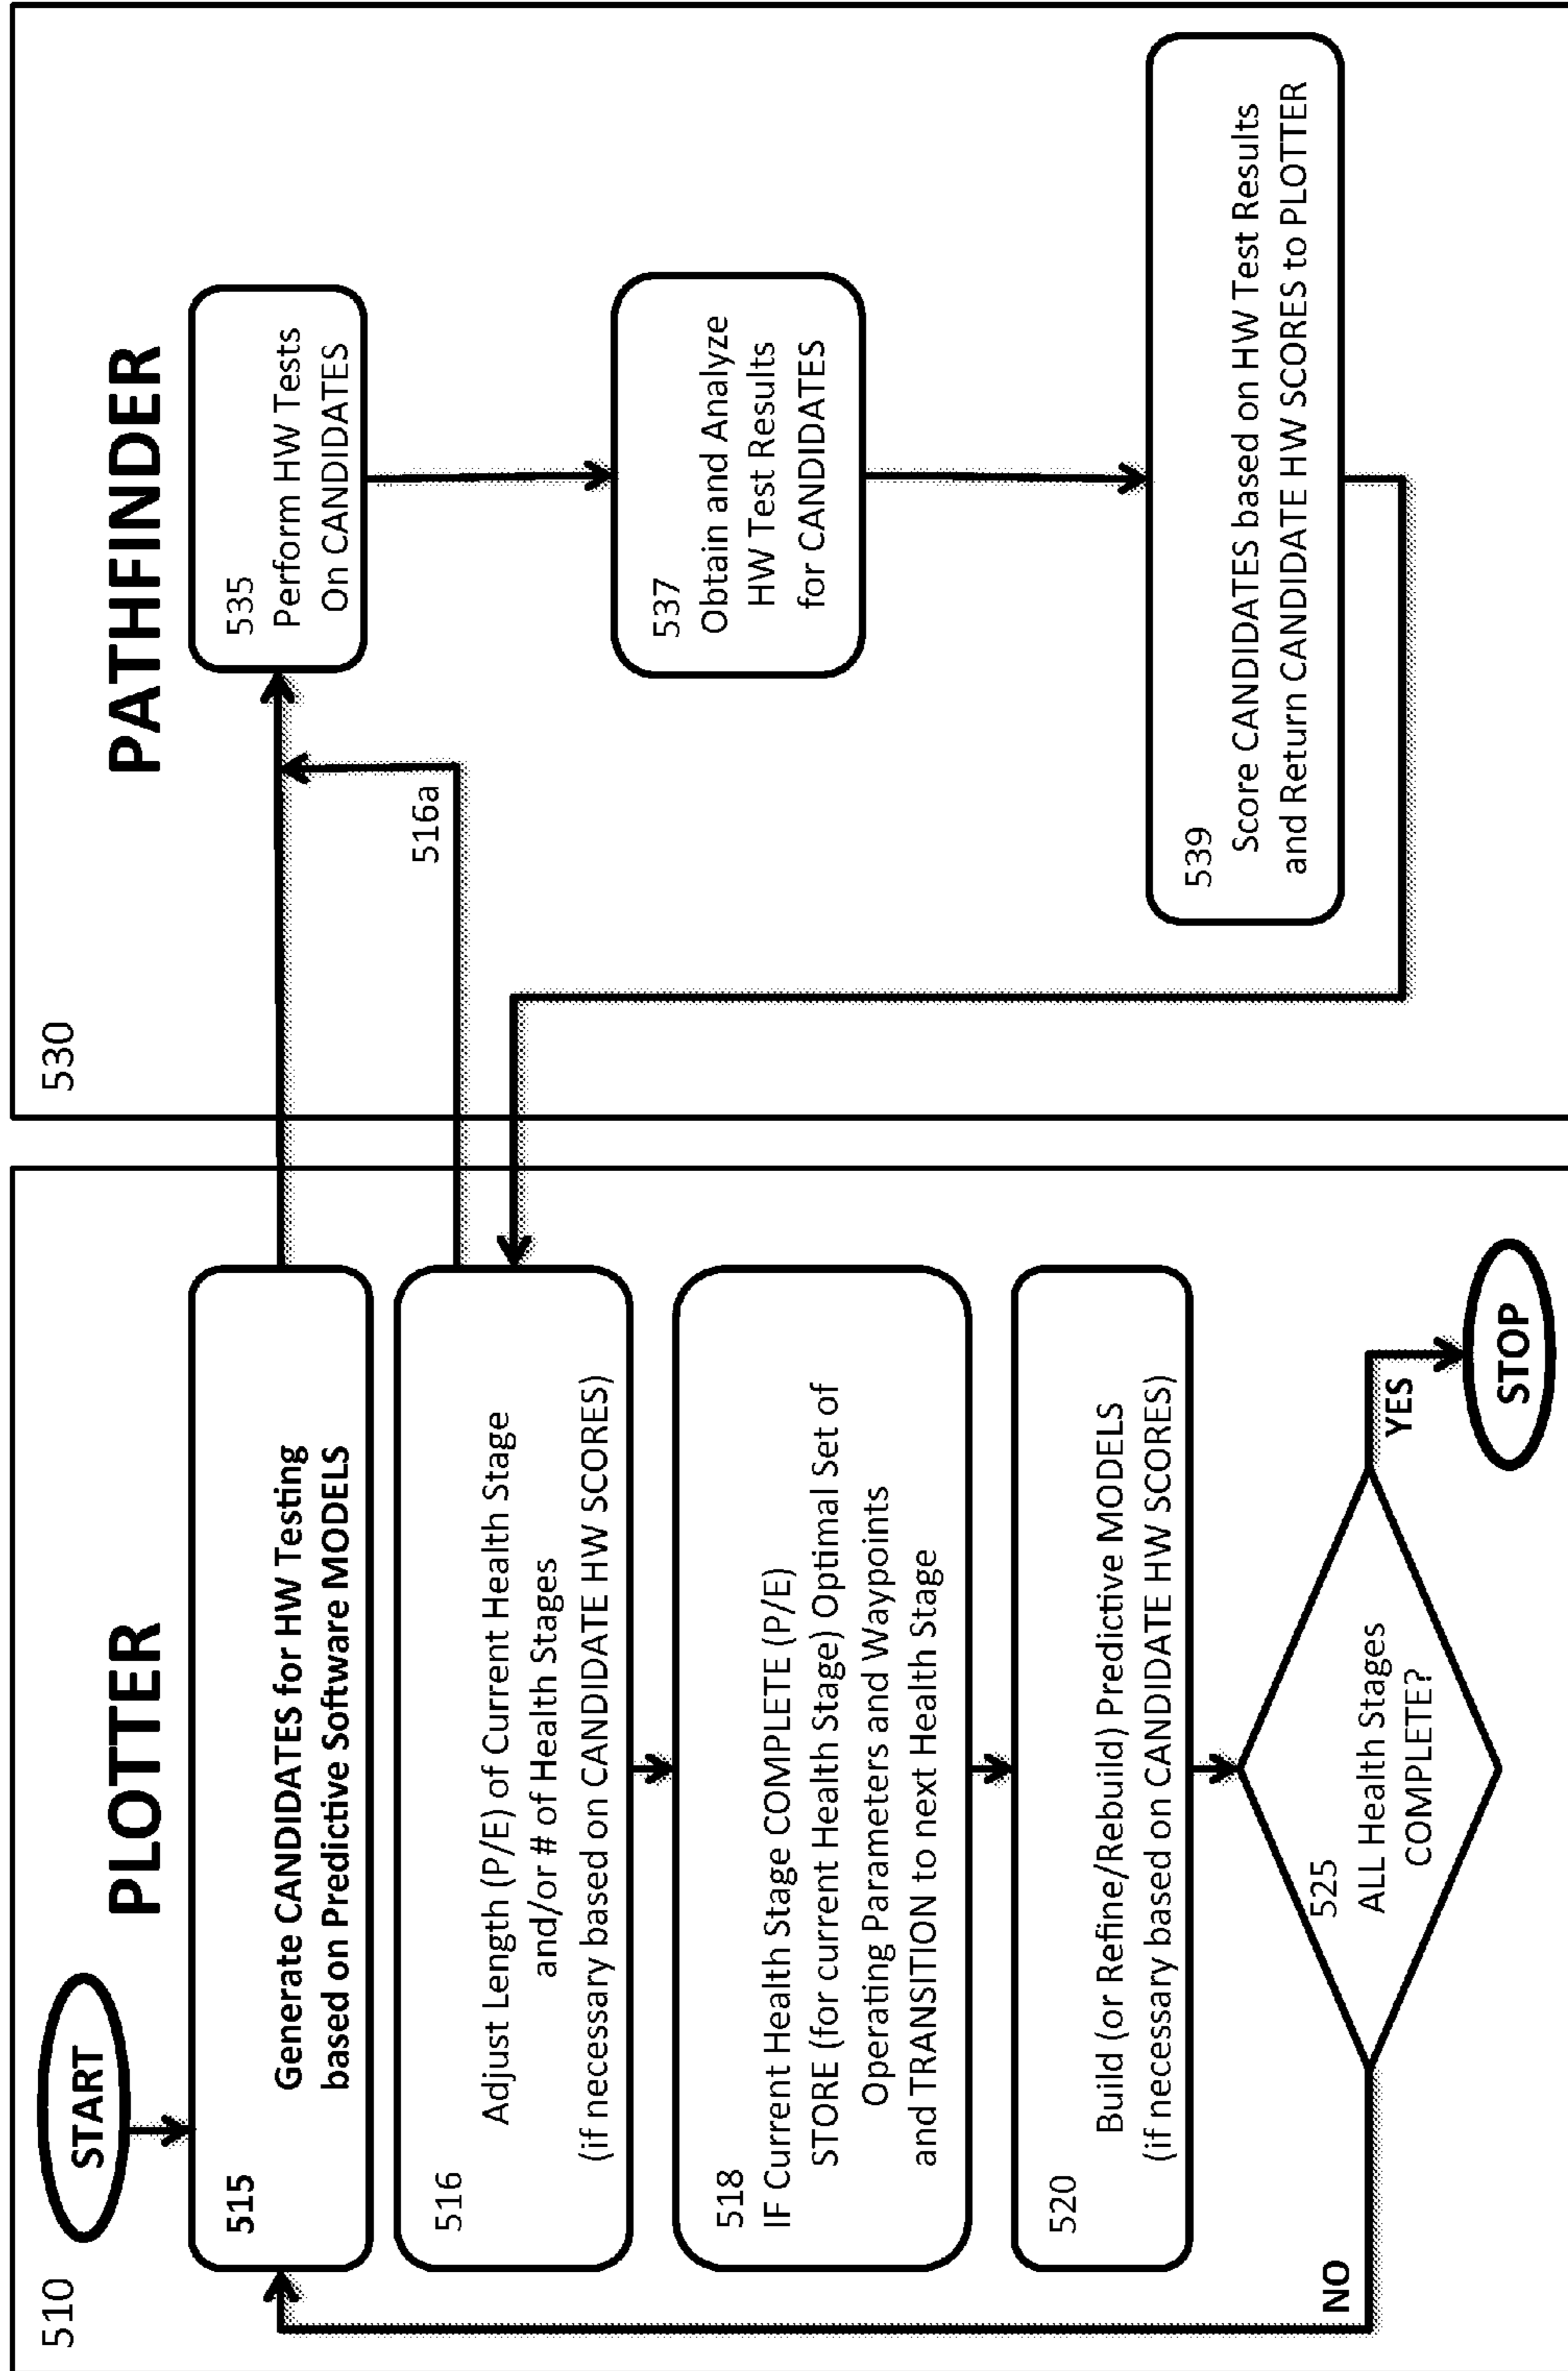 510
PLOTTER
START
515
Generate CANDIDATES for HW Testing
based on Predictive Software MODELS
516
Adjust Length (P/E) of Current Health Stage
and/or # of Health Stages
(if necessary based on CANDIDATE HW SCORES)
518
IF Current Health Stage COMPLETE (P/E)
STORE (for current Health Stage) Optimal Set of
Operating Parameters and Waypoints
and TRANSITION to next Health Stage
520
Build (or Refine/Rebuild) Predictive MODELS
(if necessary based on CANDIDATE HW SCORES)
525
ALL Health Stages
COMPLETE?
NO
YES
STOP
530
PATHFINDER
535
Perform HW Tests
On CANDIDATES
516a
537
Obtain and Analyze
HW Test Results
for CANDIDATES
539
Score CANDIDATES based on HW Test Results
and Return CANDIDATE HW SCORES to PLOTTER